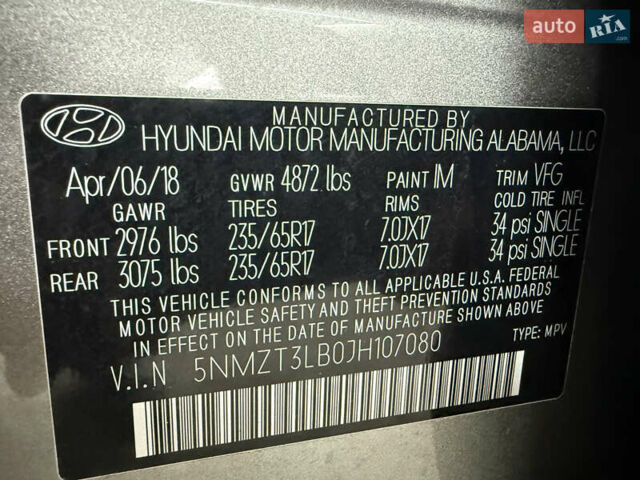 auto RIA.com
MANUFACTURED BY
HYUNDAI MOTOR MANUFACTURING ALABAMA, LLC
Apr/06/18 GVWR 4872 lbs PAINT IM TRIM VFG
GAWR TIRES RIMS COLD TIRE INFL
FRONT 2976 lbs 235/65R17 7.0JX17 34 psi SINGLE
REAR 3075 lbs 235/65R17 7.0JX17 34 psi SINGLE
THIS VEHICLE CONFORMS TO ALL APPLICABLE U.S.A. FEDERAL
MOTOR VEHICLE SAFETY AND THEFT PREVENTION STANDARDS
IN EFFECT ON THE DATE OF MANUFACTURE SHOWN ABOVE
TYPE: MPV
V.I.N 5NMZT3LB0JH107080